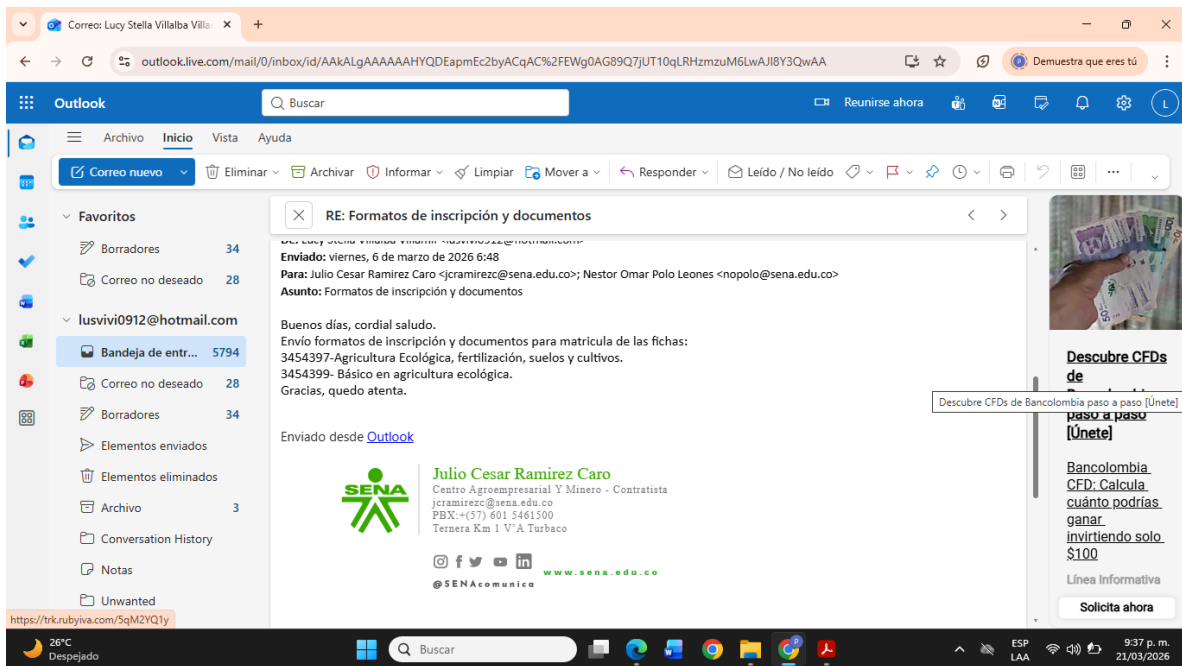 Correo: Lucy Stella Villalba Villa
outlook.live.com/mail/0/inbox/id/AAkALgAAAAAAHYQDEapmEc2byACqAC%2FEWg0AG89Q7jUT10qLRHzmzuM6LwAJI8Y3QwAA
Demuestra que eres tú
Outlook
Buscar
Reunirse ahora
L
Archivo Inicio Vista Ayuda
Correo nuevo Eliminar Archivar Informar Limpiar Mover a Responder Leído / No leído
Favoritos
Borradores 34
Correo no deseado 28
lusvivi0912@hotmail.com
Bandeja de entr... 5794
Correo no deseado 28
Borradores 34
Elementos enviados
Elementos eliminados
Archivo 3
Conversation History
Notas
Unwanted
https://trk.rubyiva.com/5qM2YQ1y
RE: Formatos de inscripción y documentos
De: Lucy Stella Villalba Villamil <lusvivi0912@hotmail.com>
Enviado: viernes, 6 de marzo de 2026 6:48
Para: Julio Cesar Ramirez Caro <jcramirezc@sena.edu.co>; Nestor Omar Polo Leones <nopolo@sena.edu.co>
Asunto: Formatos de inscripción y documentos
Buenos días, cordial saludo.
Envío formatos de inscripción y documentos para matricula de las fichas:
3454397-Agricultura Ecológica, fertilización, suelos y cultivos.
3454399- Básico en agricultura ecológica.
Gracias, quedo atenta.
Enviado desde Outlook
SENA
Julio Cesar Ramirez Caro
Centro Agroempresarial Y Minero - Contratista
jcramirezc@sena.edu.co
PBX:+(57) 601 5461500
Ternera Km 1 V'A Turbaco
www.sena.edu.co
@SENAcomunica
Descubre CFDs
de
Descubre CFDs de Bancolombia paso a paso [Únete]
paso a paso
[Únete]
Bancolombia
CFD: Calcula
cuánto podrías
ganar
invirtiendo solo
$100
Línea Informativa
Solicita ahora
26°C
Despejado
Buscar
ESP
LAA
9:37 p. m.
21/03/2026